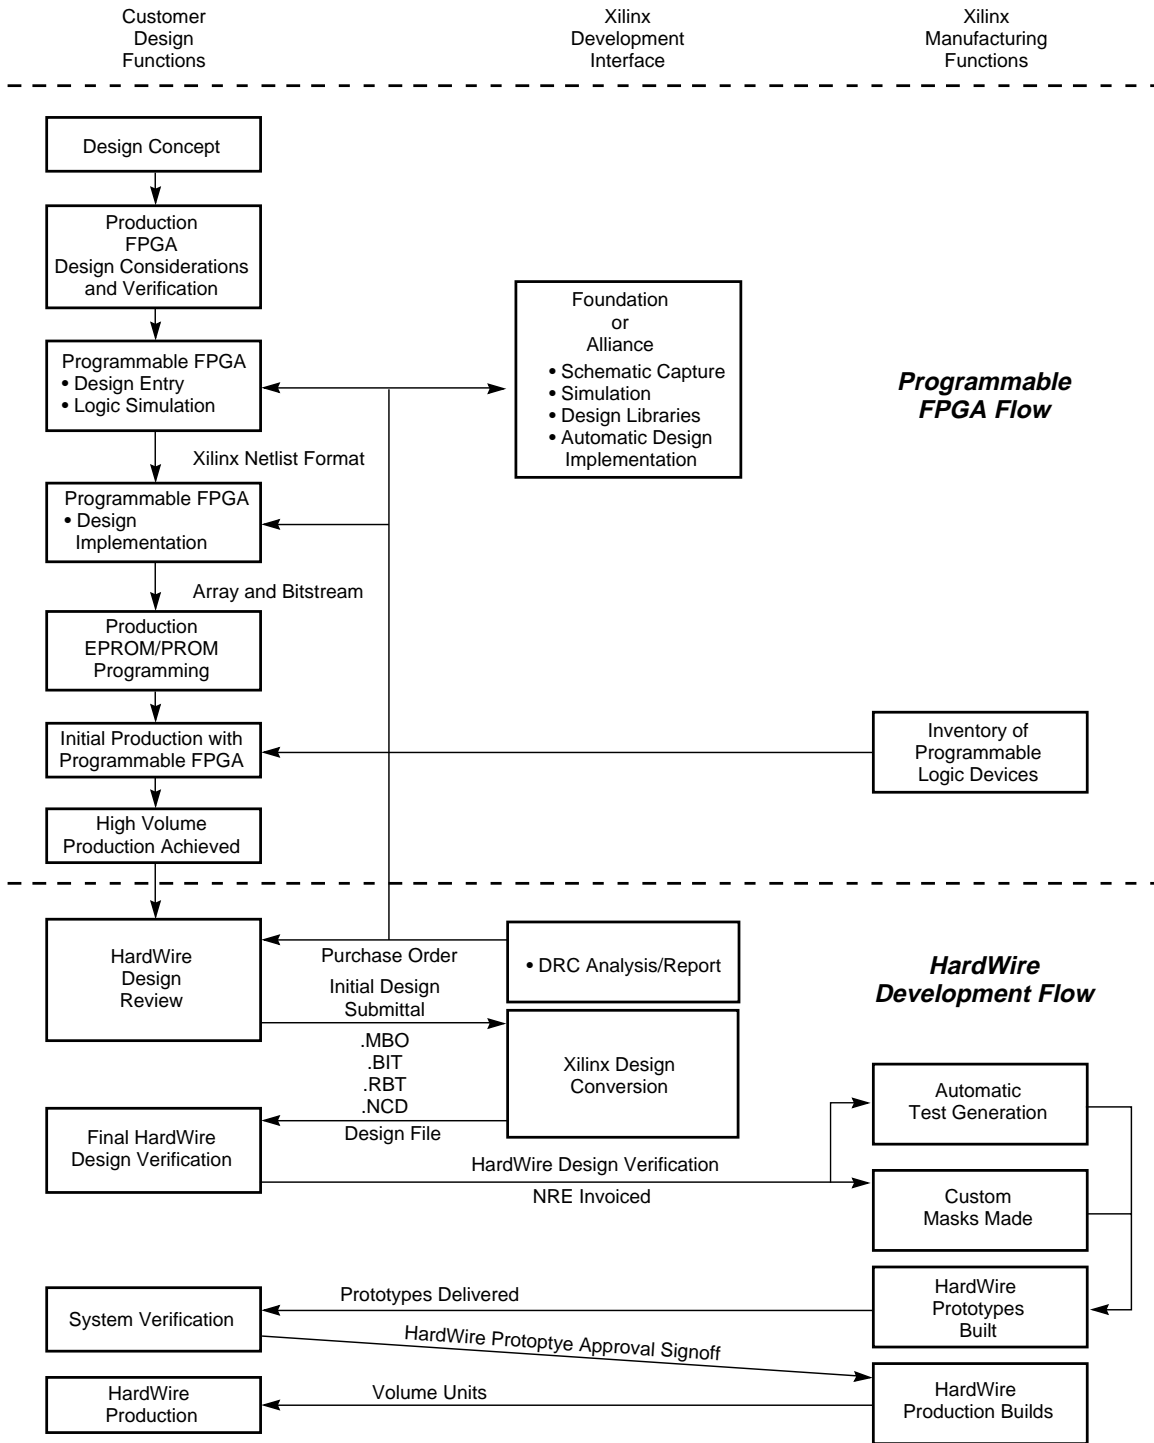 Customer
Design
Functions
Xilinx
Development
Interface
Xilinx
Manufacturing
Functions
Design Concept
Production
FPGA
Design Considerations
and Verification
Foundation
or
Alliance
• Schematic Capture
• Simulation
• Design Libraries
• Automatic Design
Implementation
Programmable FPGA
• Design Entry
• Logic Simulation
Programmable
FPGA Flow
Xilinx Netlist Format
Programmable FPGA
• Design
Implementation
Array and Bitstream
Production
EPROM/PROM
Programming
Initial Production with
Programmable FPGA
Inventory of
Programmable
Logic Devices
High Volume
Production Achieved
HardWire
Design
Review
Purchase Order
• DRC Analysis/Report
HardWire
Development Flow
Initial Design
Submittal
.MBO
.BIT
.RBT
.NCD
Design File
Xilinx Design
Conversion
Automatic
Test Generation
Final HardWire
Design Verification
HardWire Design Verification
NRE Invoiced
Custom
Masks Made
Prototypes Delivered
HardWire
Prototypes
Built
System Verification
HardWire Protoptye Approval Signoff
HardWire
Production
Volume Units
HardWire
Production Builds